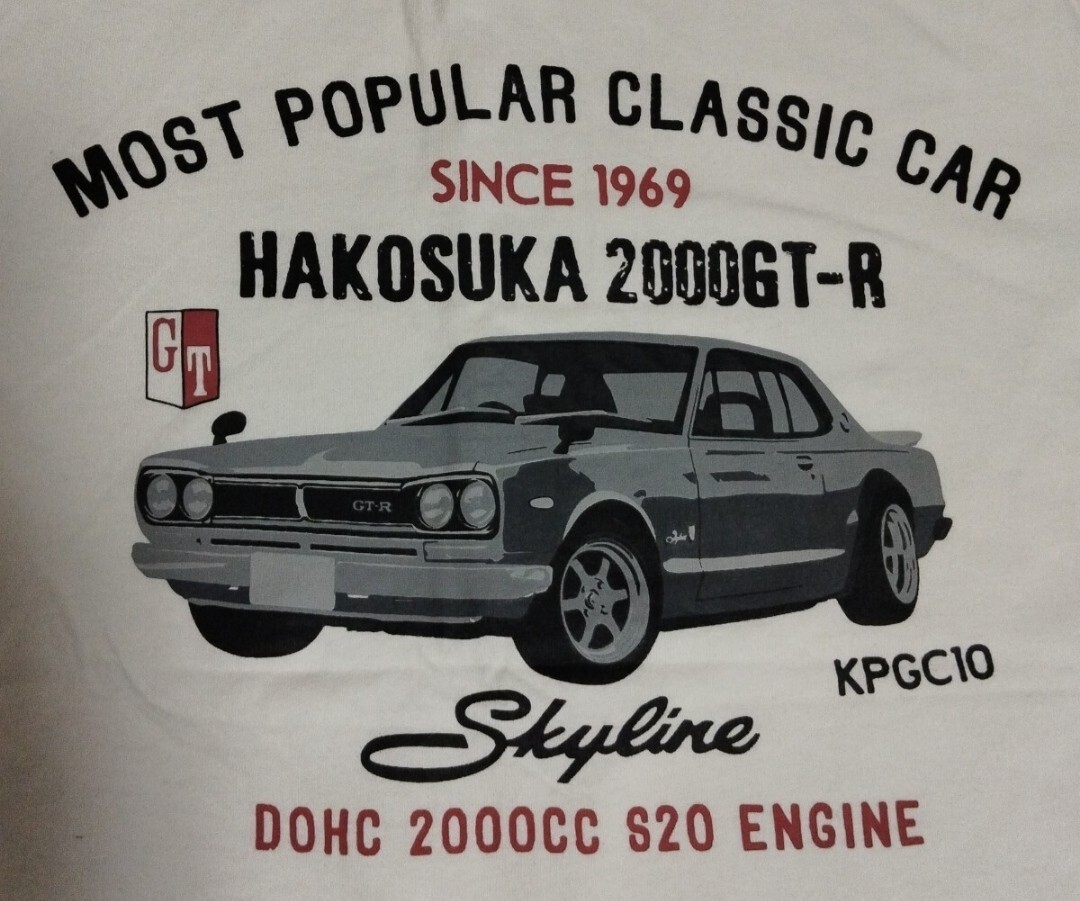 MOST POPULAR CLASSIC CAR
SINCE 1969
HAKOSUKA 2000GT-R
GT
GT-R
KPGC10
Skyline
DOHC 2000CC S20 ENGINE